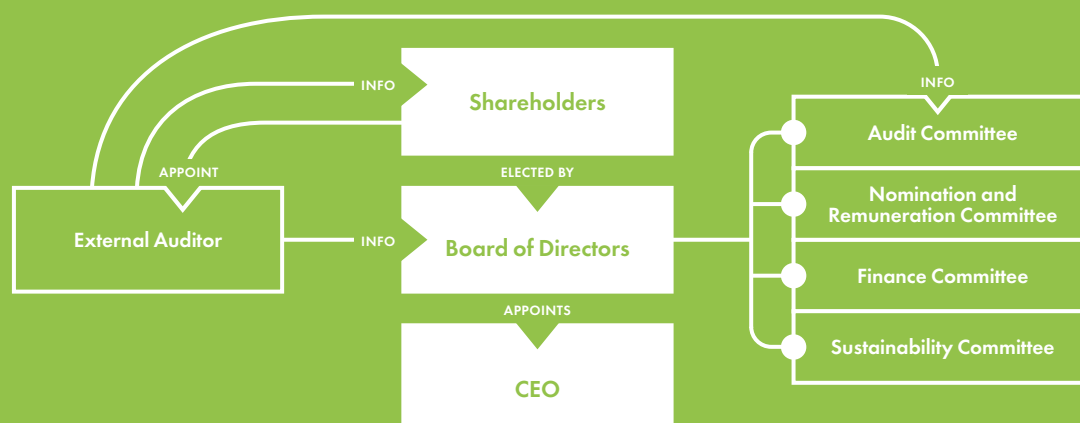 INFO
INFO
Shareholders
Audit Committee
APPOINT
ELECTED BY
Nomination and
Remuneration Committee
External Auditor
INFO
Board of Directors
Finance Committee
APPOINTS
Sustainability Committee
CEO